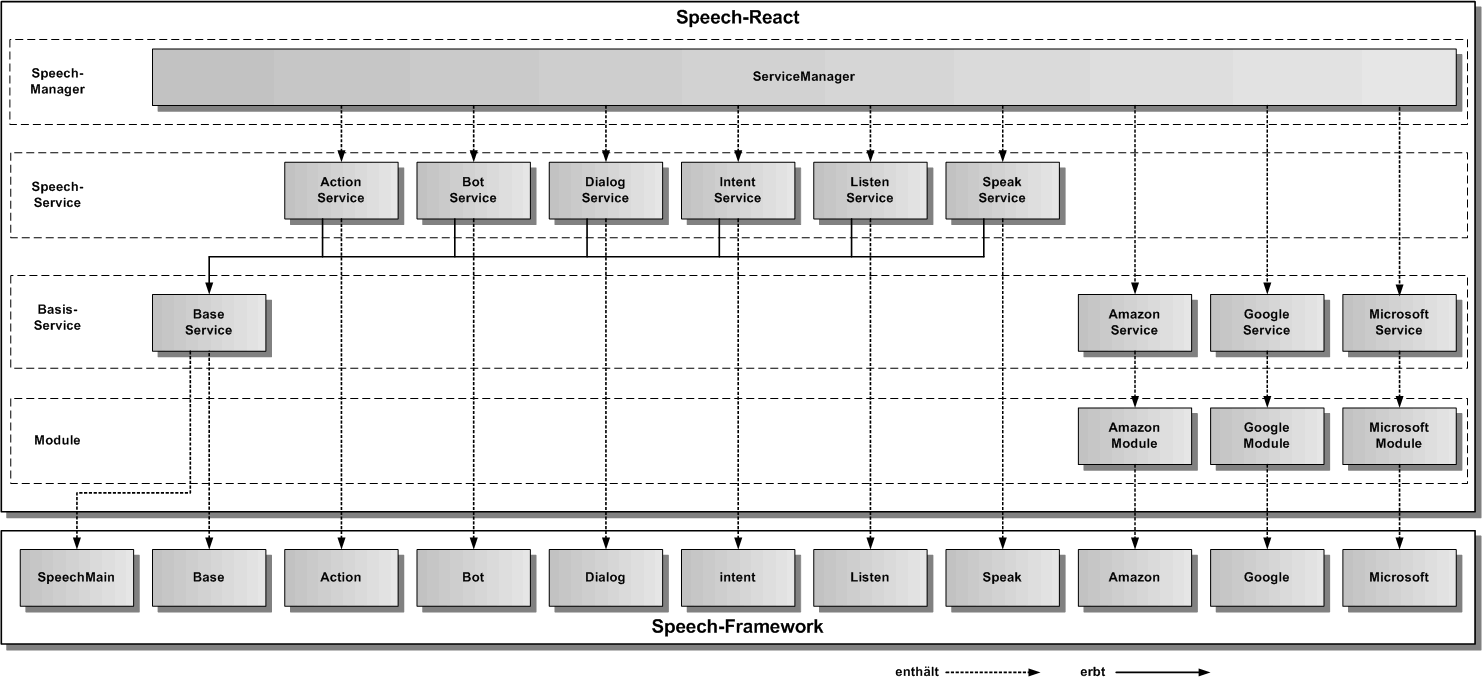 Speech-React
Speech-
Manager
ServiceManager
Speech-
Service
Action
Service
Bot
Service
Dialog
Service
Intent
Service
Listen
Service
Speak
Service
Basis-
Service
Base
Service
Amazon
Service
Google
Service
Microsoft
Service
Module
Amazon
Module
Google
Module
Microsoft
Module
SpeechMain
Base
Action
Bot
Dialog
intent
Listen
Speak
Amazon
Google
Microsoft
Speech-Framework
enthält
erbt